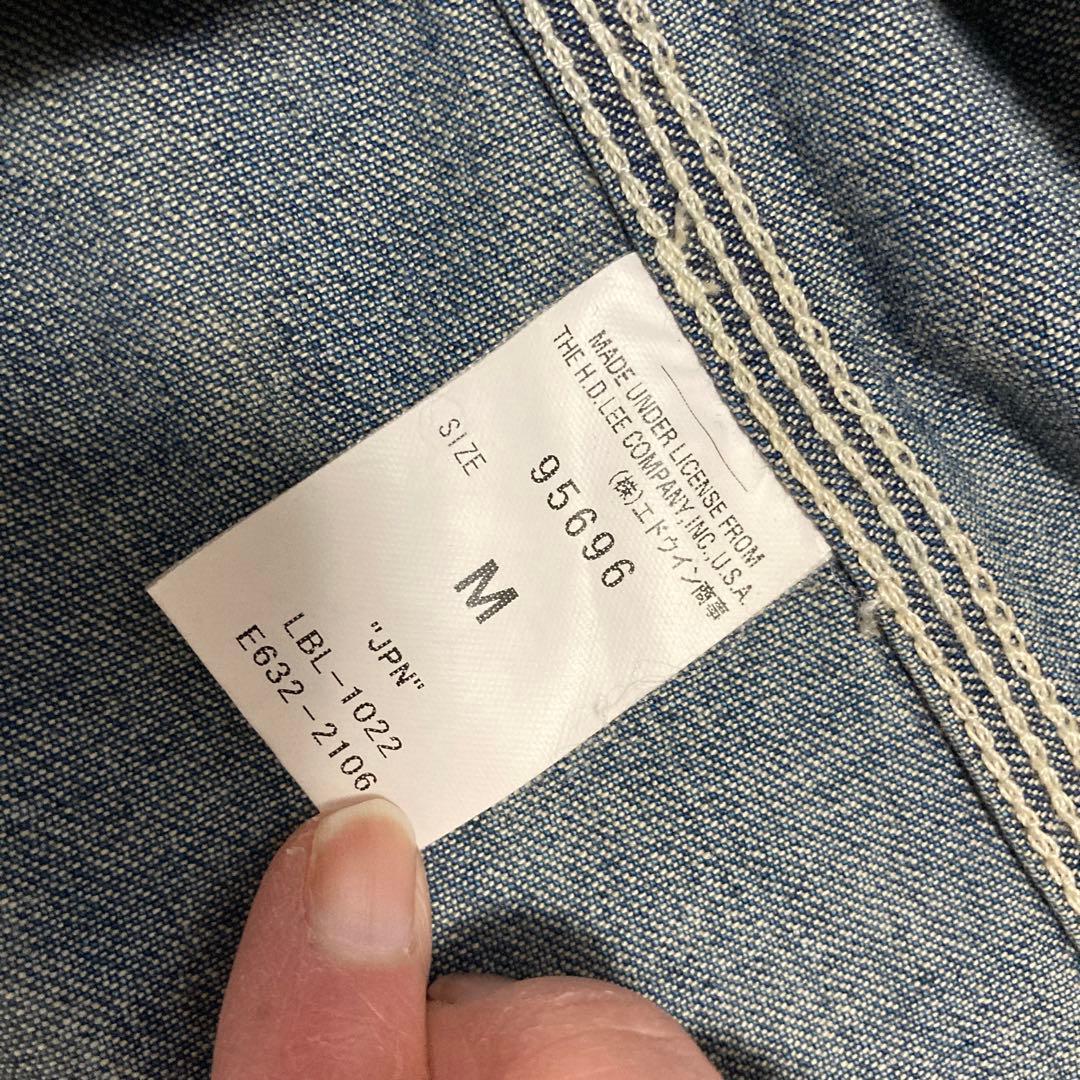 MADE UNDER LICENSE FROM
THE H.D.LEE COMPANY,INC.,U.S.A.
(株)エドウイン商事
95696
SIZE M
"JPN"
LBL-1022
E632-2106